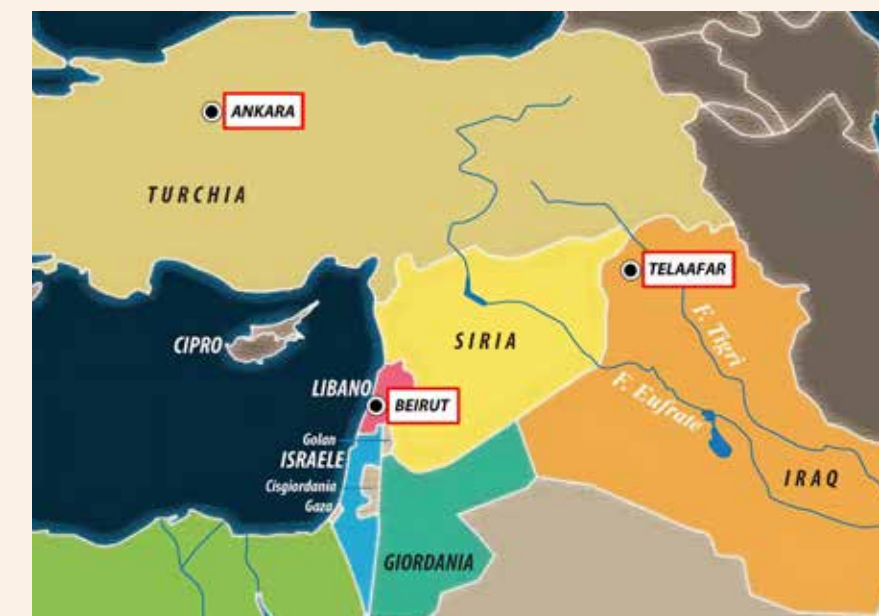 ANKARA
TURCHIA
TELAAFAR
F. Tigri
CIPRO
SIRIA
LIBANO
BEIRUT
F. Eufrate
Golan
ISRAELE
Cisgiordania
Gaza
IRAQ
GIORDANIA